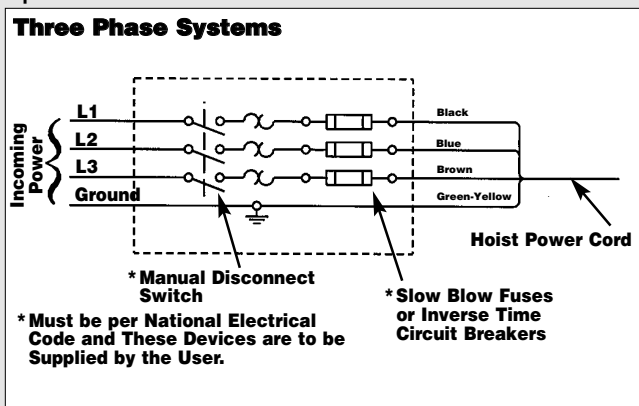 Three Phase Systems
Incoming
Power
L1
L2
L3
Ground
Black
Blue
Brown
Green-Yellow
Hoist Power Cord
* Manual Disconnect
Switch
* Slow Blow Fuses
or Inverse Time
Circuit Breakers
* Must be per National Electrical
Code and These Devices are to be
Supplied by the User.